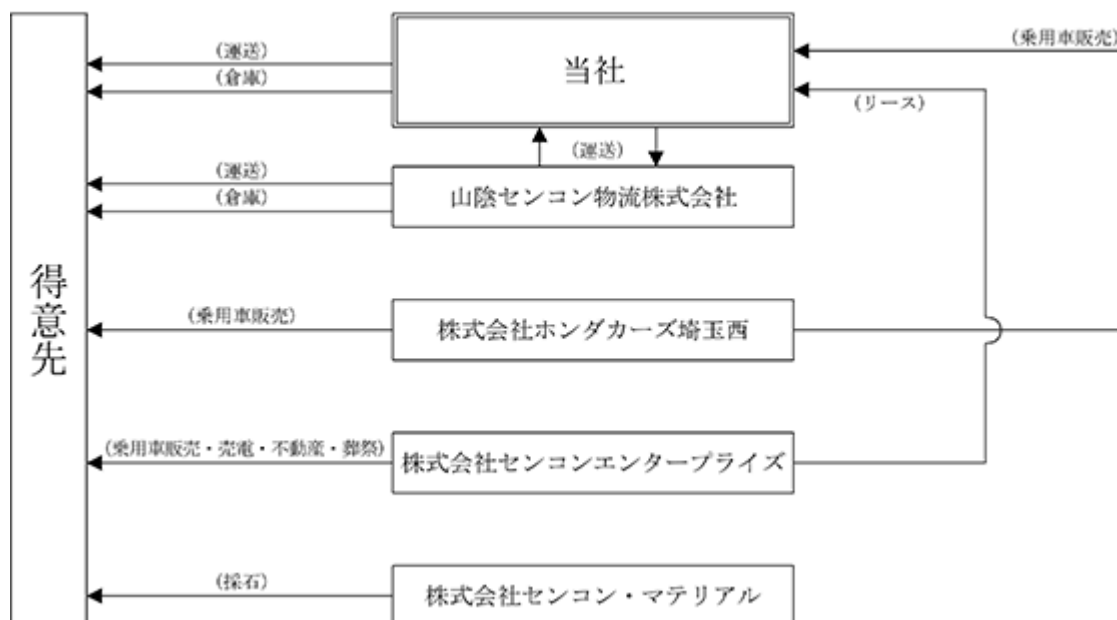 (運送)
(倉庫)
当社
(乗用車販売)
(リース)
(運送)
(運送)
(倉庫)
山陰センコン物流株式会社
得意先
(乗用車販売)
株式会社ホンダカーズ埼玉西
(乗用車販売・売電・不動産・葬祭)
株式会社センコンエンタープライズ
(採石)
株式会社センコン・マテリアル